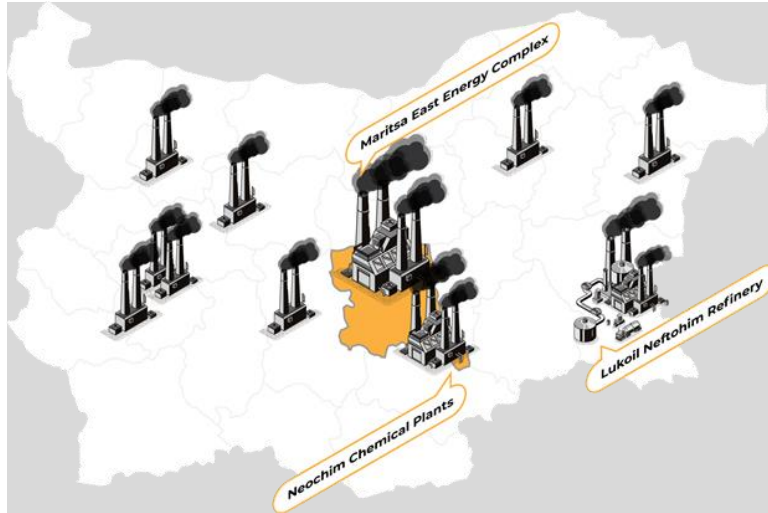 Maritsa East Energy Complex
Lukoil Neftohim Refinery
Neochim Chemical Plants